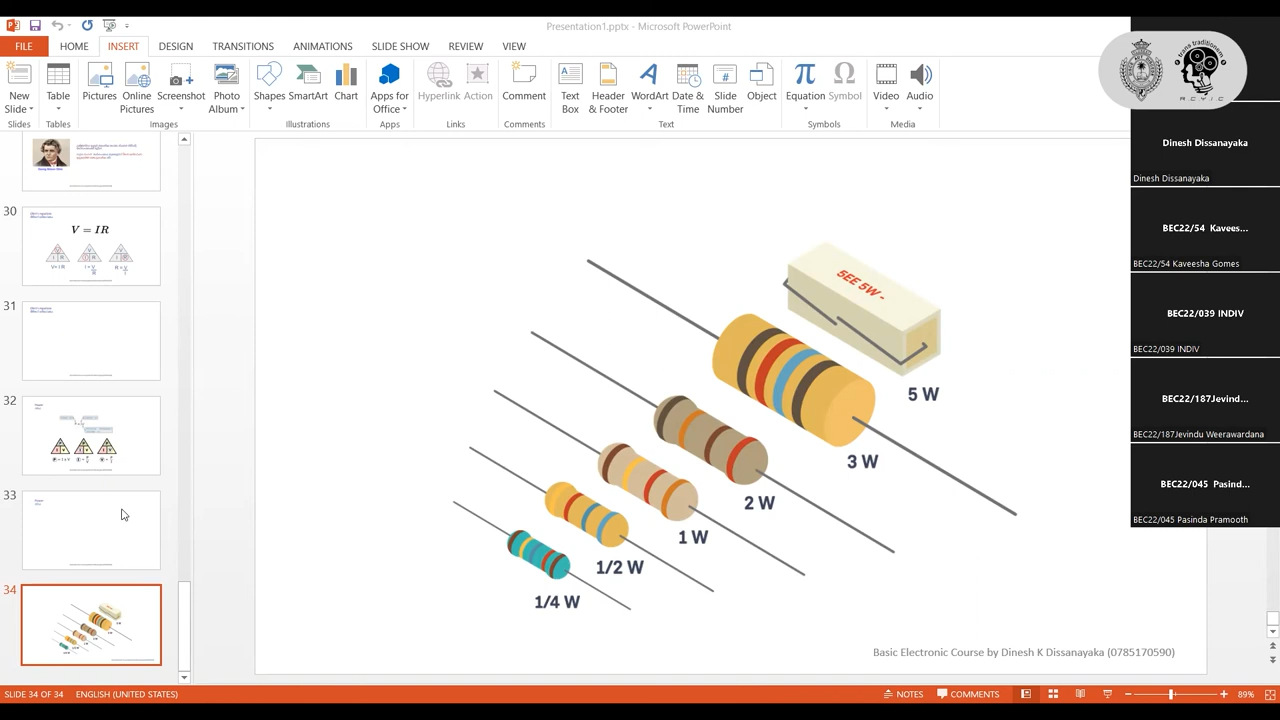 Presentation1.pptx - Microsoft PowerPoint
FILE HOME INSERT DESIGN TRANSITIONS ANIMATIONS SLIDE SHOW REVIEW VIEW
New Slide
Table
Pictures
Online Pictures
Screenshot
Photo Album
Shapes
SmartArt
Chart
Apps for Office
Hyperlink
Action
Comment
Text Box
Header & Footer
WordArt
Date & Time
Slide Number
Object
Equation
Symbol
Video
Audio
Slides Tables Images Illustrations Apps Links Comments Text Symbols Media
30
V = IR
31
32
33
34
5EE 5W -
5 W
3 W
2 W
1 W
1/2 W
1/4 W
Basic Electronic Course by Dinesh K Dissanayaka (0785170590)
RCYIC
Dinesh Dissanayaka
Dinesh Dissanayaka
BEC22/54 Kavees...
BEC22/54 Kaveesha Gomes
BEC22/039 INDIV
BEC22/039 INDIV
BEC22/187Jevind...
BEC22/187Jevindu Weerawardana
BEC22/045 Pasind...
BEC22/045 Pasinda Pramooth
SLIDE 34 OF 34 ENGLISH (UNITED STATES) NOTES COMMENTS 89%